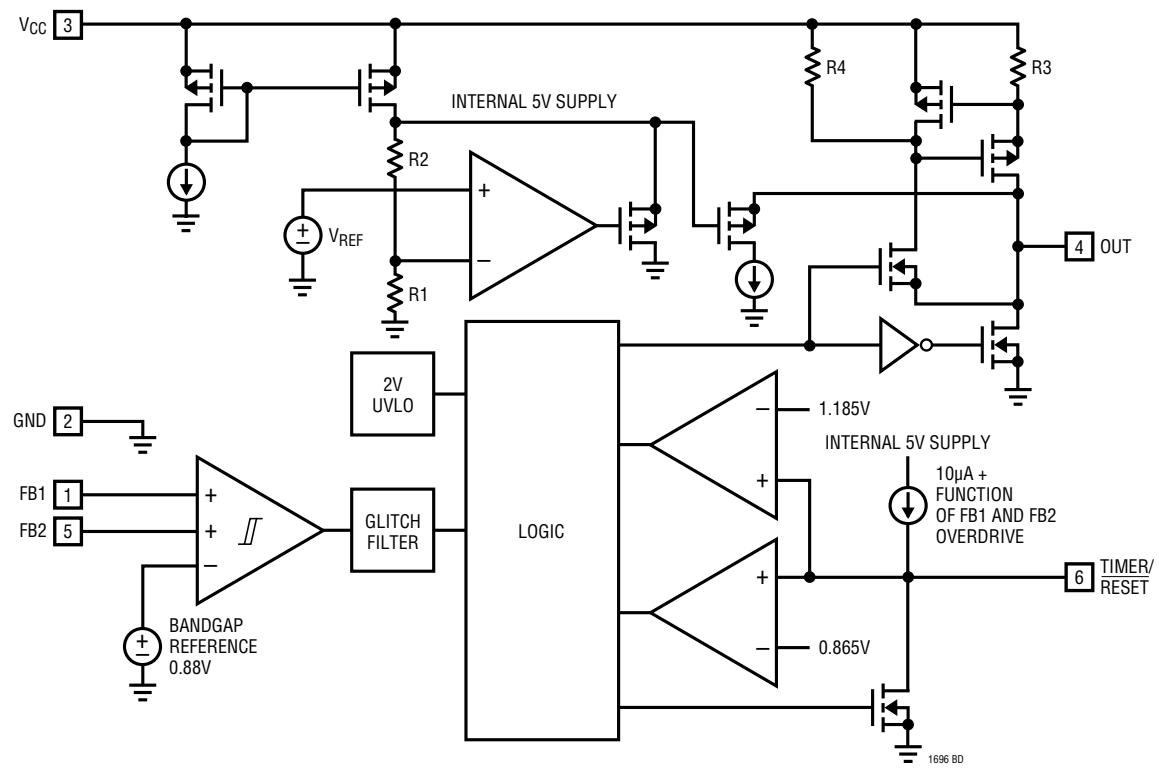 VCC 3
R4
R3
INTERNAL 5V SUPPLY
R2
+
+
–
VREF
–
4 OUT
R1
2V
UVLO
–
1.185V
GND 2
INTERNAL 5V SUPPLY
+
10µA +
FUNCTION
OF FB1 AND FB2
OVERDRIVE
FB1 1
+
FB2 5
+
GLITCH
FILTER
LOGIC
–
+
6 TIMER/
RESET
BANDGAP
REFERENCE
0.88V
+
–
–
0.865V
1696 BD